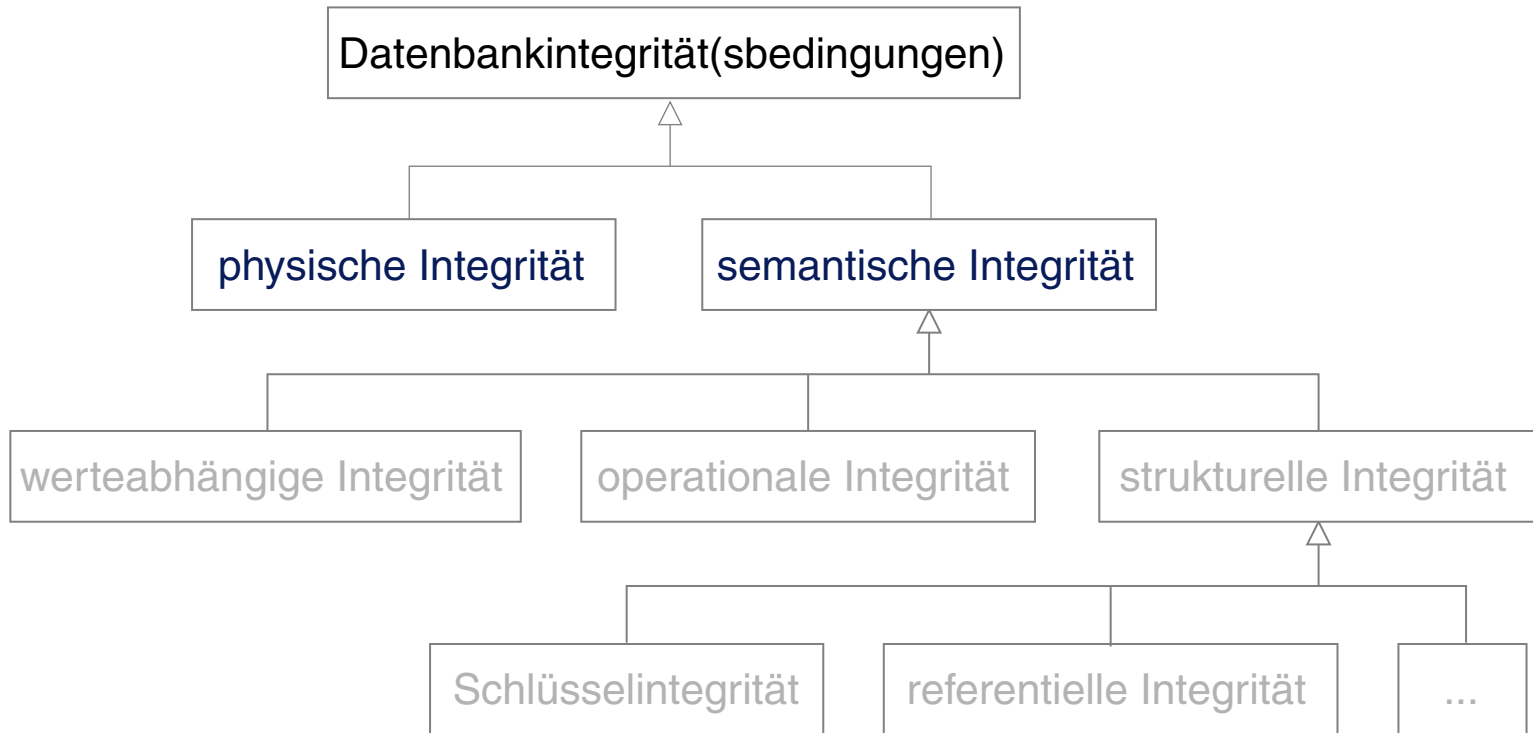 Datenbankintegrität(sbedingungen)
physische Integrität
semantische Integrität
werteabhängige Integrität
operationale Integrität
strukturelle Integrität
Schlüsselintegrität
referentielle Integrität
...